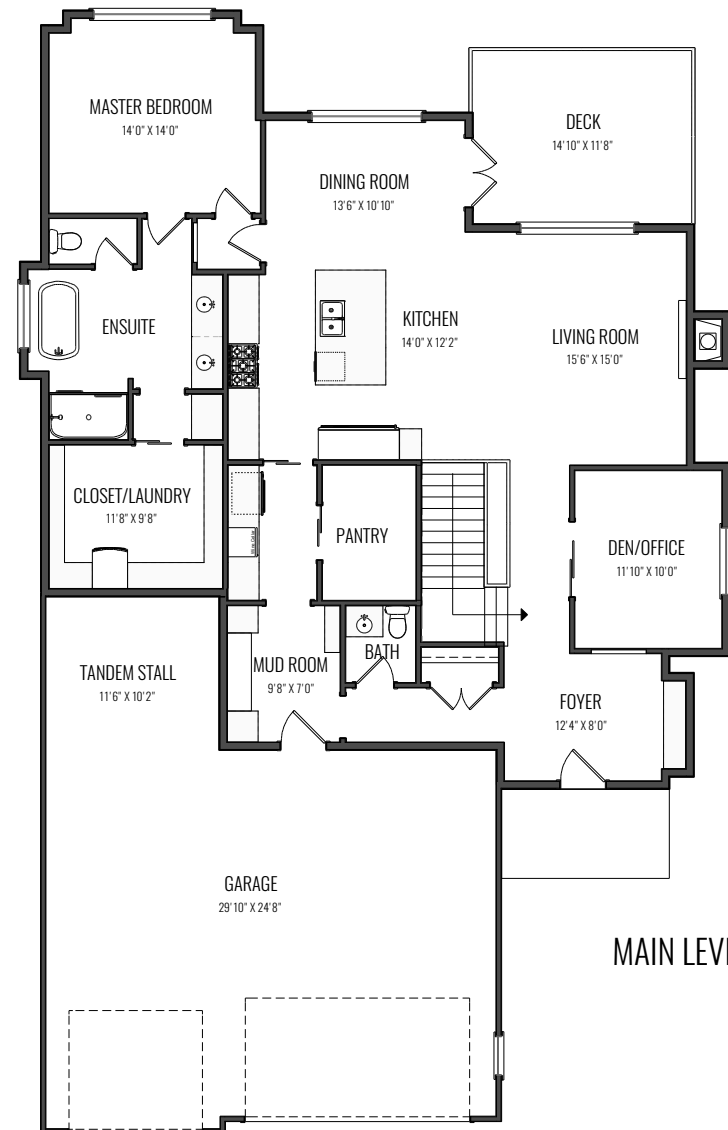 MASTER BEDROOM
14'0" X 14'0"
DECK
14'10" X 11'8"
DINING ROOM
13'6" X 10'10"
ENSUITE
KITCHEN
14'0" X 12'2"
LIVING ROOM
15'6" X 15'0"
CLOSET/LAUNDRY
11'8" X 9'8"
PANTRY
DEN/OFFICE
11'10" X 10'0"
BATH
MUD ROOM
9'8" X 7'0"
TANDEM STALL
11'6" X 10'2"
FOYER
12'4" X 8'0"
GARAGE
29'10" X 24'8"
MAIN LEV